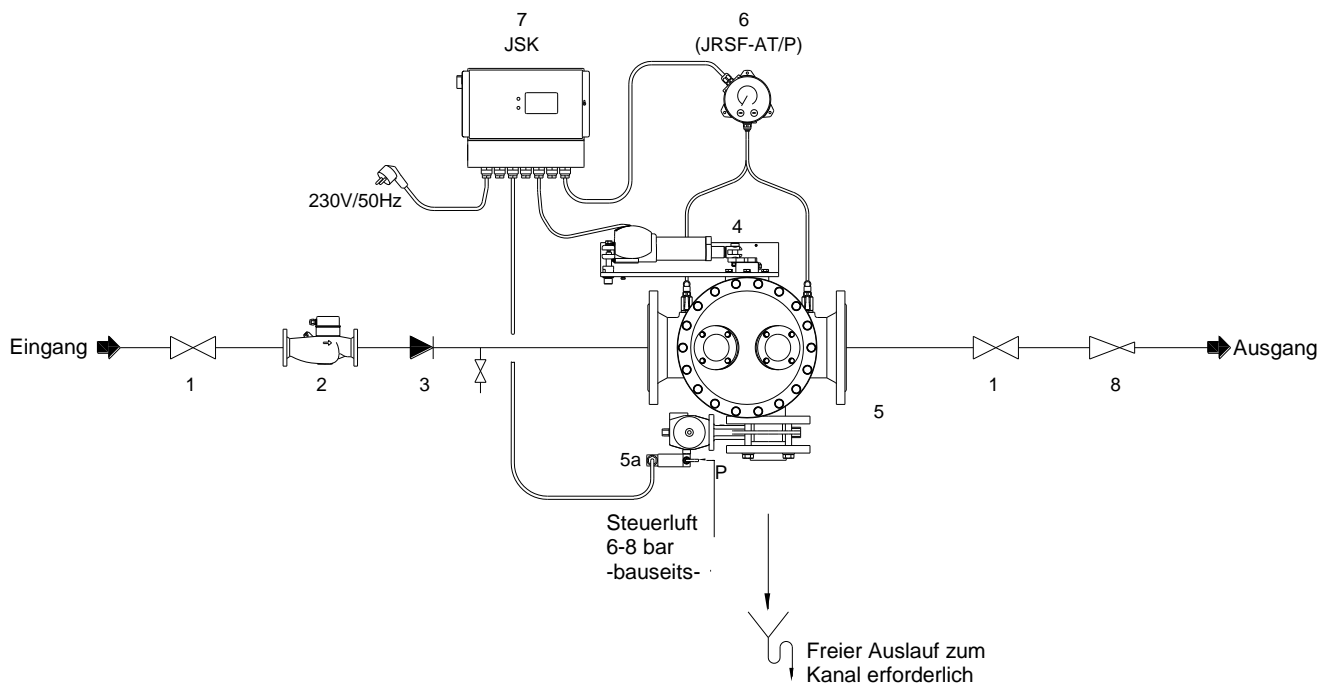 7
JSK
6
(JRSF-AT/P)
230V/50Hz
4
Eingang
1
2
3
5
1
8
Ausgang
5a
P
Steuerluft
6-8 bar
-bauseits-
Freier Auslauf zum
Kanal erforderlich